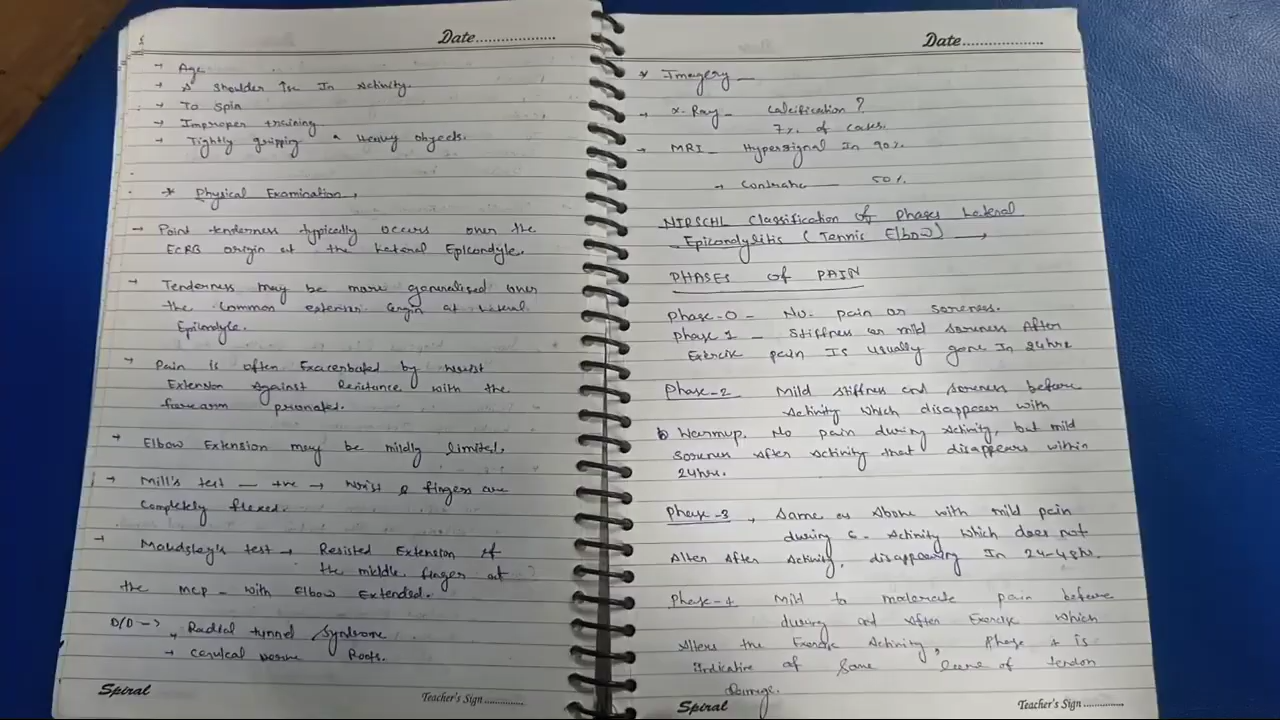 Date...................
→ Age
→ shoulder ↑se In Activity.
→ To spin
→ Improper training
→ Tightly gripping Heavy objects.
* Physical Examination,
→ Point tenderness typically occurs over the
ECRB origin at the Lateral Epicondyle.
→ Tenderness may be more generalised over
the Common extensor Origin at Lateral
Epicondyle.
→ Pain is often Exacerbated by wrist
Extension Against Resistance with the
forearm pronated.
→ Elbow Extension may be mildly limited.
→ Mill's test — +ve → wrist & fingers are
Completely flexed.
→ Maudsley's test → Resisted Extension of
the middle finger at
the MCP - with Elbow Extended.
D/D →
→ Radial tunnel Syndrome
→ Cervical Roots.
Spiral
Teacher's Sign..............
Date...................
* Imagery —
→ X-Ray — Calcification ?
7% of cases.
→ MRI — Hypersignal In 90%.
→ Contrake — 50%.
NIRSCHL Classification of Phases Lateral
Epicondylitis (Tennis Elbow) →
PHASES of PAIN
Phase-0 — No. pain or soreness.
Phase 1 — Stiffness or mild soreness After
Exercise pain Is usually gone In 24hrs
Phase-2 Mild stiffness and soreness before
Activity which disappear with
Warmup. No pain during Activity, but mild
soreness After Activity that disappears within
24hr.
Phase-3, Same as Above with mild pain
during Activity which does not
Alter After Activity, disappearing In 24-48hr.
Phase-4 Mild to moderate pain before
during and After Exercise which
Alters the Exercise Activity, Phase 4 is
Indicative of Some of tendon
Damage.
Spiral
Teacher's Sign..............